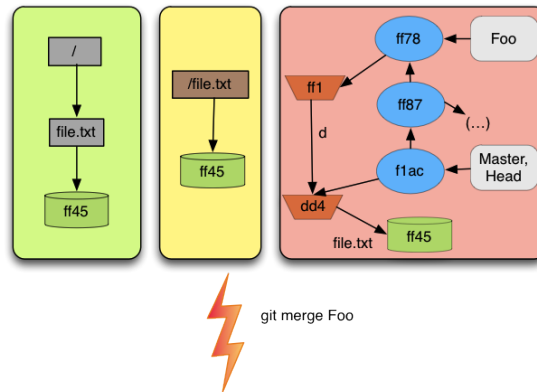 /
file.txt
ff45
/file.txt
ff45
ff78
Foo
ff1
ff87
(...)
d
f1ac
Master,
Head
dd4
file.txt
ff45
git merge Foo